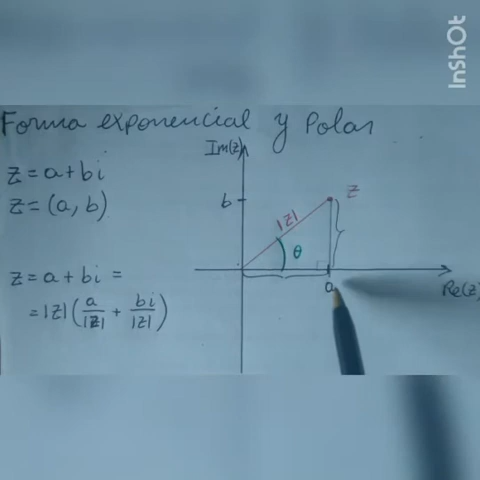 Forma exponencial y Polar
z = a + bi
z = (a, b)
z = a + bi =
= |z| ( a/|z| + bi/|z| )
Im(z)
b
|z|
z
θ
a
Re(z)
InShOt